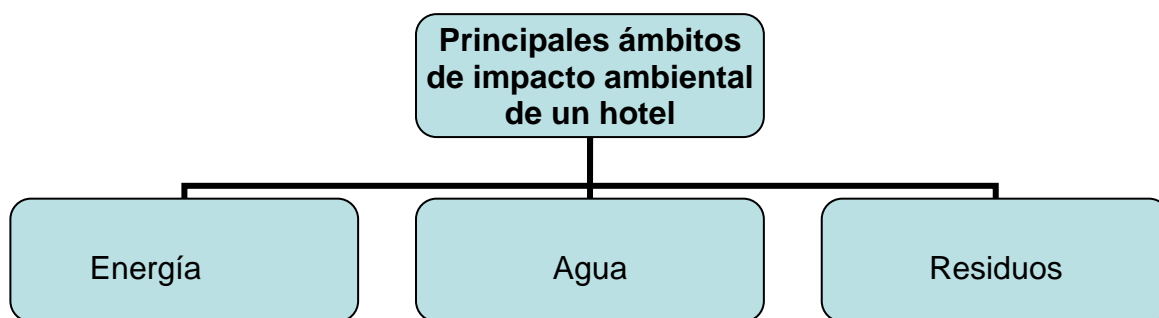 Principales ámbitos
de impacto ambiental
de un hotel
Energía
Agua
Residuos